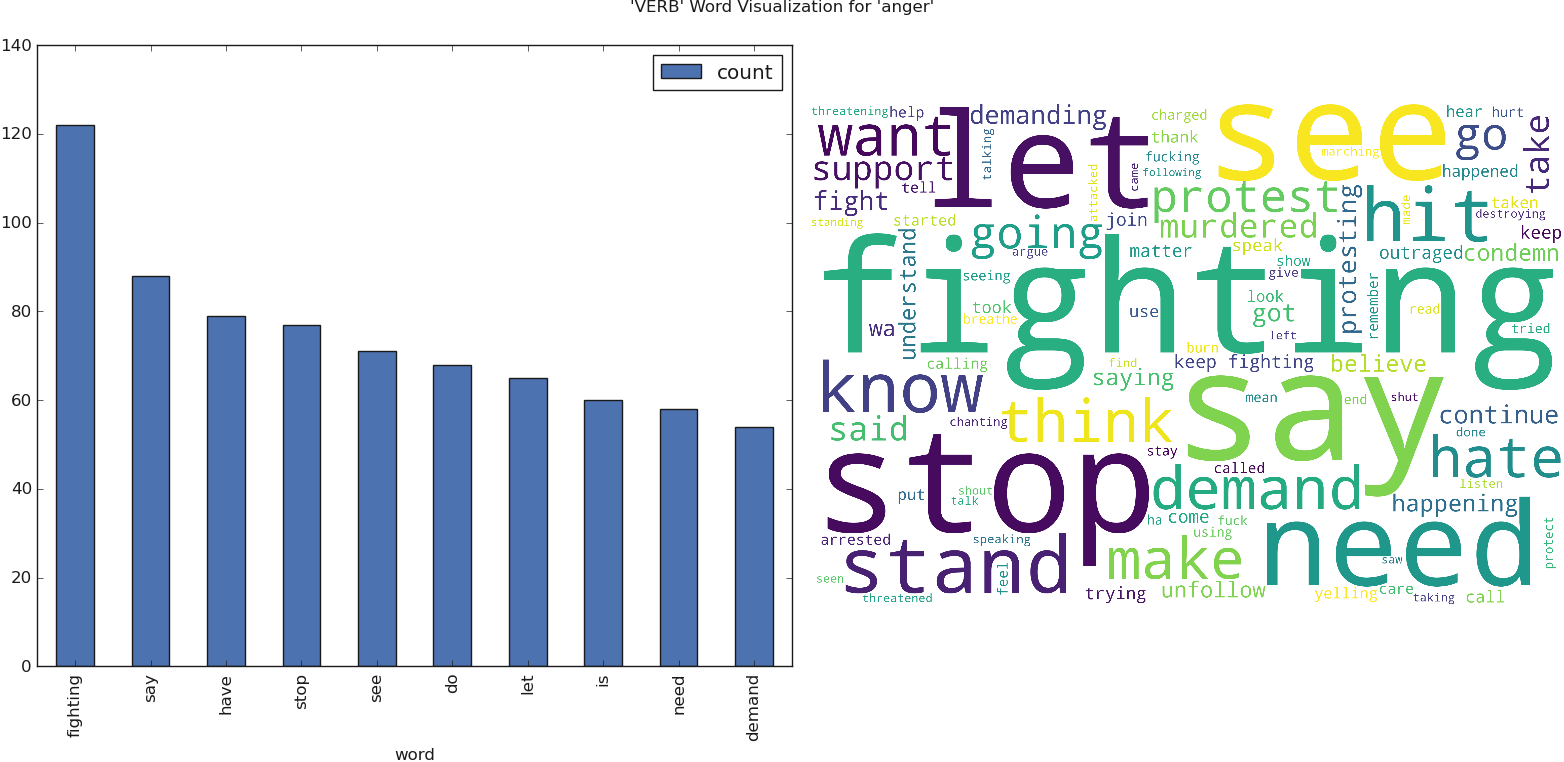 'VERB' Word Visualization for 'anger'
140
120
100
80
60
40
20
0
count
fighting
say
have
stop
see
do
let
is
need
demand
word
threatening
help
demanding
charged
hear
hurt
want
let
see
go
take
talking
thank
fucking
marching
support
following
happened
tell
came
attacked
fight
protest
hit
made
taken
destroying
standing
started
join
murdered
keep
going
understand
argue
matter
speak
protesting
outraged
condemn
show
seeing
give
fighting
look
took
got
use
remember
read
breathe
wa
left
tried
burn
calling
find
keep fighting
believe
know
saying
say
mean
end
shut
think
continue
said
chanting
done
stop
stay
hate
called
demand
listen
put
shout
talk
happening
ha
come
fuck
need
arrested
speaking
using
protect
stand
make
saw
seen
feel
threatened
trying
unfollow
yelling
care
taking
call